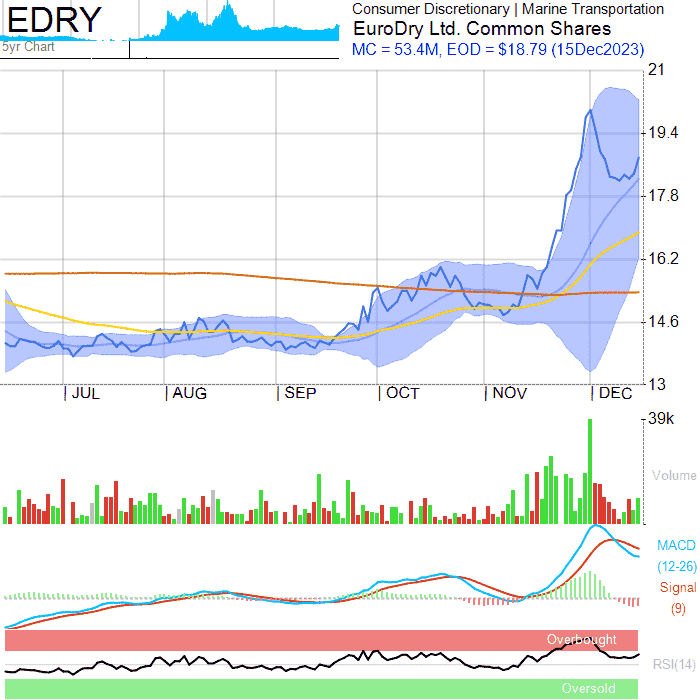 EDRY
5yr Chart
Consumer Discretionary | Marine Transportation
EuroDry Ltd. Common Shares
MC = 53.4M, EOD = $18.79 (15Dec2023)
21
19.4
17.8
16.2
14.6
13
JUL AUG SEP OCT NOV DEC
39k
Volume
MACD
(12-26)
Signal
(9)
Overbought
RSI(14)
Oversold